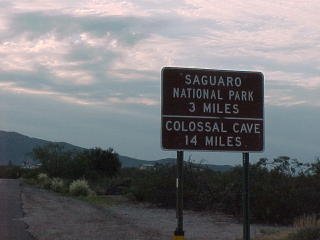 SAGUARO
NATIONAL PARK
3 MILES
COLOSSAL CAVE
14 MILES